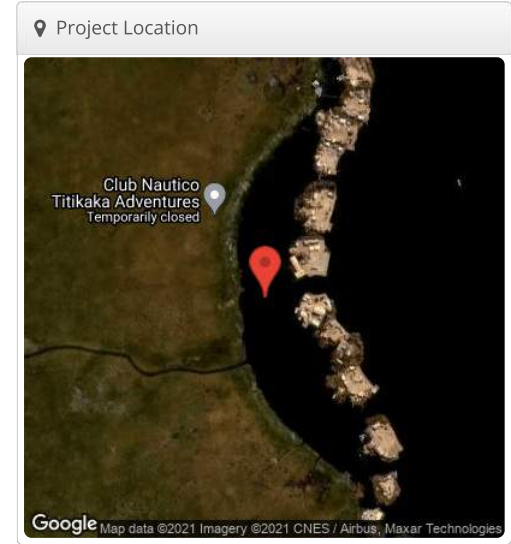 Project Location
Club Nautico
Titikaka Adventures
Temporarily closed
Google
Map data ©2021 Imagery ©2021 CNES / Airbus, Maxar Technologies